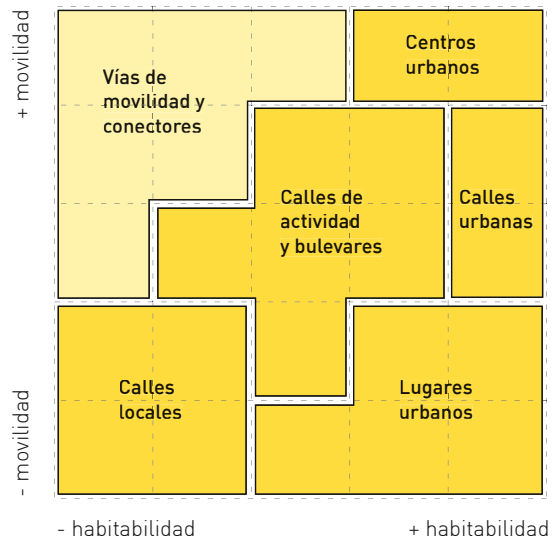 + movilidad
Vías de
movilidad y
conectores
Centros
urbanos
Calles de
actividad
y bulevares
Calles
urbanas
Calles
locales
Lugares
urbanos
- movilidad
- habitabilidad
+ habitabilidad